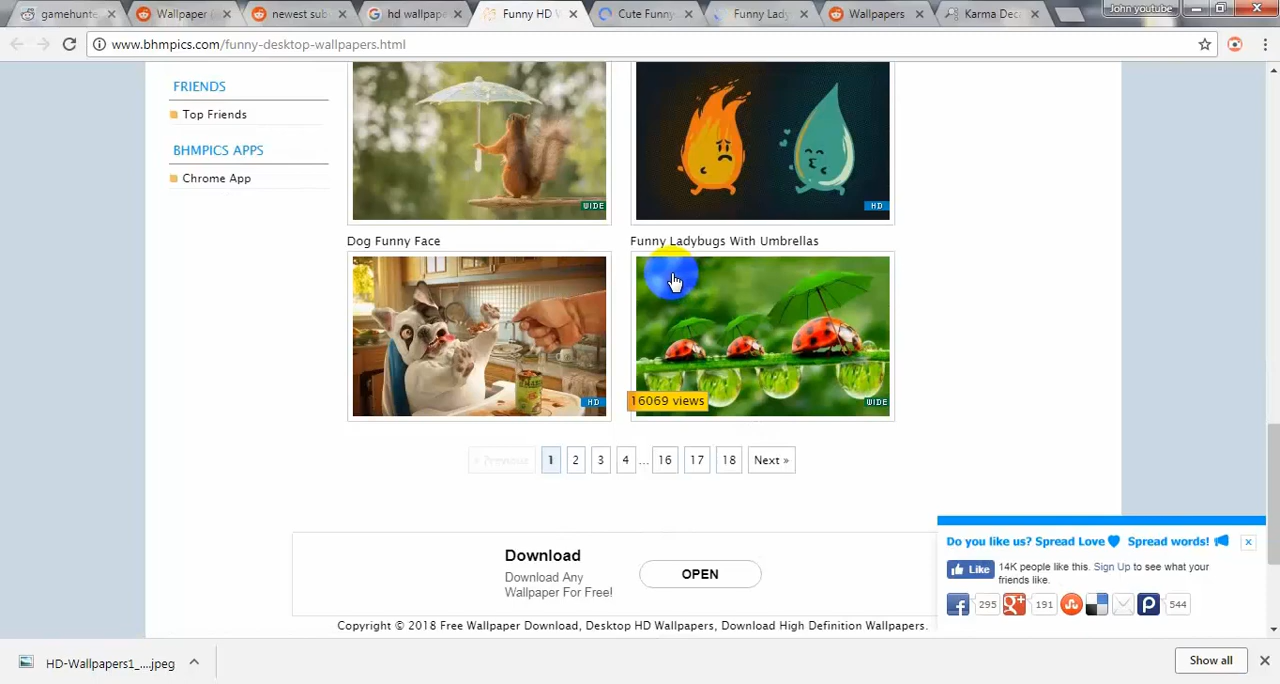 gamehunte
Wallpaper (
newest sub
hd wallpape
Funny HD W
Cute Funny
Funny Lady
Wallpapers
Karma Deca
John youtube
www.bhmpics.com/funny-desktop-wallpapers.html
FRIENDS
Top Friends
BHMPICS APPS
Chrome App
WIDE
HD
Dog Funny Face
Funny Ladybugs With Umbrellas
HD
16069 views
WIDE
« Previous 1 2 3 4 ... 16 17 18 Next »
Download
Download Any
Wallpaper For Free!
OPEN
Do you like us? Spread Love Spread words!
Like 14K people like this. Sign Up to see what your
friends like.
295 191 544
Copyright © 2018 Free Wallpaper Download, Desktop HD Wallpapers, Download High Definition Wallpapers.
HD-Wallpapers1_....jpeg
Show all